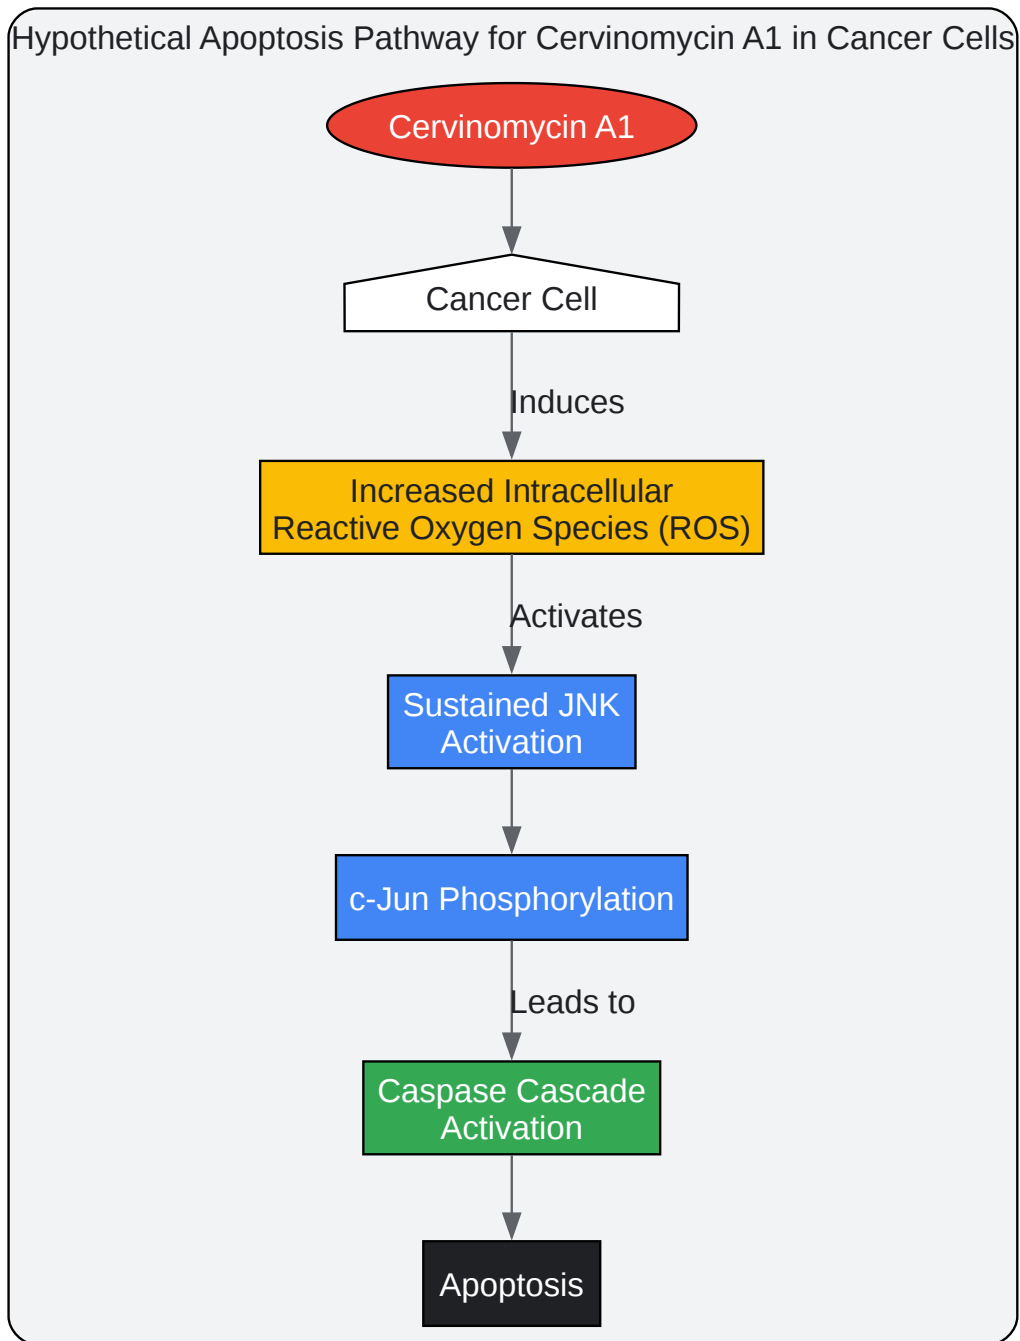 Hypothetical Apoptosis Pathway for Cervinomycin A1 in Cancer Cells
Cervinomycin A1
Cancer Cell
Induces
Increased Intracellular
Reactive Oxygen Species (ROS)
Activates
Sustained JNK
Activation
c-Jun Phosphorylation
Leads to
Caspase Cascade
Activation
Apoptosis